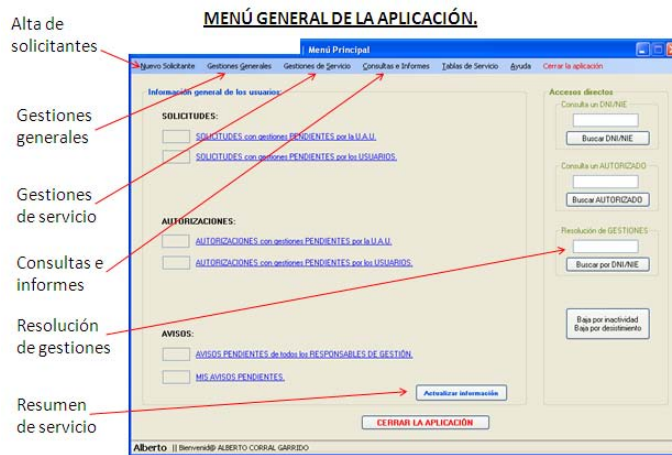 MENÚ GENERAL DE LA APLICACIÓN.
Alta de
solicitantes
Gestiones
generales
Gestiones
de servicio
Consultas e
informes
Resolución
de gestiones
Resumen
de servicio
|| Menú Principal
Nuevo Solicitante Gestiones Generales Gestiones de Servicio Consultas e Informes Tablas de Servicio Ayuda Cerrar la aplicación
Información general de los usuarios:
SOLICITUDES:
SOLICITUDES con gestiones PENDIENTES por la U.A.U.
SOLICITUDES con gestiones PENDIENTES por los USUARIOS.
AUTORIZACIONES:
AUTORIZACIONES con gestiones PENDIENTES por la U.A.U.
AUTORIZACIONES con gestiones PENDIENTES por los USUARIOS.
AVISOS:
AVISOS PENDIENTES de todos los RESPONSABLES DE GESTIÓN.
MIS AVISOS PENDIENTES.
Actualizar información
Accesos directos
Consulta un DNI/NIE
Buscar DNI/NIE
Consulta un AUTORIZADO
Buscar AUTORIZADO
Resolución de GESTIONES
Buscar por DNI/NIE
Baja por inactividad
Baja por desistimiento
CERRAR LA APLICACIÓN
Alberto || Bienvenid@ ALBERTO CORRAL GARRIDO